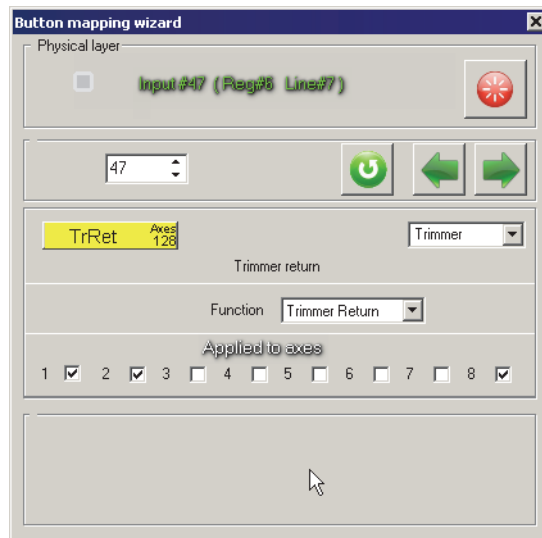 Button mapping wizard
Physical layer
Input #47 (Reg#6 Line#7)
47
TrRet Axes 128
Trimmer
Trimmer return
Function Trimmer Return
Applied to axes
1 2 3 4 5 6 7 8